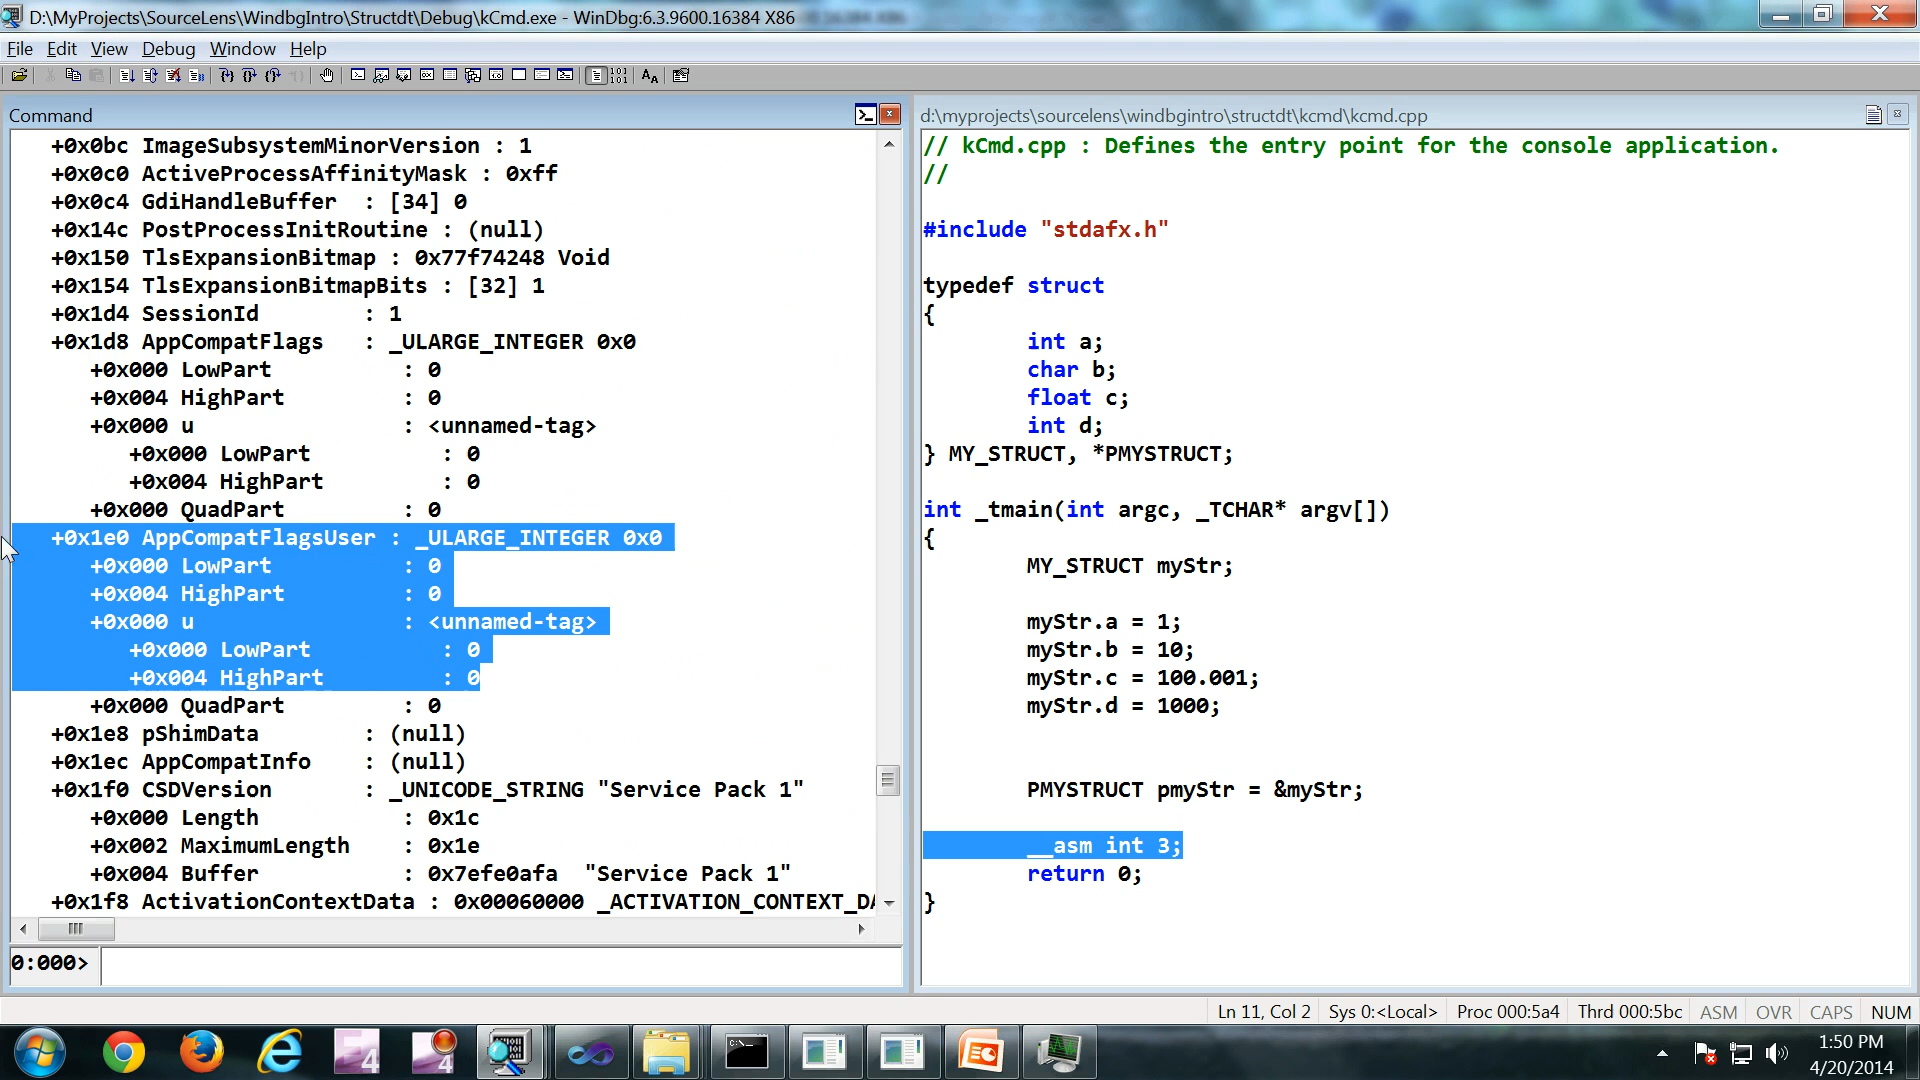 D:\MyProjects\SourceLens\WindbgIntro\Structdt\Debug\kCmd.exe - WinDbg:6.3.9600.16384 X86
File Edit View Debug Window Help
Command
+0x0bc ImageSubsystemMinorVersion : 1
+0x0c0 ActiveProcessAffinityMask : 0xff
+0x0c4 GdiHandleBuffer : [34] 0
+0x14c PostProcessInitRoutine : (null)
+0x150 TlsExpansionBitmap : 0x77f74248 Void
+0x154 TlsExpansionBitmapBits : [32] 1
+0x1d4 SessionId : 1
+0x1d8 AppCompatFlags : _ULARGE_INTEGER 0x0
+0x000 LowPart : 0
+0x004 HighPart : 0
+0x000 u : <unnamed-tag>
+0x000 LowPart : 0
+0x004 HighPart : 0
+0x000 QuadPart : 0
+0x1e0 AppCompatFlagsUser : _ULARGE_INTEGER 0x0
+0x000 LowPart : 0
+0x004 HighPart : 0
+0x000 u : <unnamed-tag>
+0x000 LowPart : 0
+0x004 HighPart : 0
+0x000 QuadPart : 0
+0x1e8 pShimData : (null)
+0x1ec AppCompatInfo : (null)
+0x1f0 CSDVersion : _UNICODE_STRING "Service Pack 1"
+0x000 Length : 0x1c
+0x002 MaximumLength : 0x1e
+0x004 Buffer : 0x7efe0afa "Service Pack 1"
+0x1f8 ActivationContextData : 0x00060000 _ACTIVATION_CONTEXT_DA
0:000>
d:\myprojects\sourcelens\windbgintro\structdt\kcmd\kcmd.cpp
// kCmd.cpp : Defines the entry point for the console application.
//
#include "stdafx.h"
typedef struct
{
int a;
char b;
float c;
int d;
} MY_STRUCT, *PMYSTRUCT;
int _tmain(int argc, _TCHAR* argv[])
{
MY_STRUCT myStr;
myStr.a = 1;
myStr.b = 10;
myStr.c = 100.001;
myStr.d = 1000;
PMYSTRUCT pmyStr = &myStr;
__asm int 3;
return 0;
}
Ln 11, Col 2 Sys 0:<Local> Proc 000:5a4 Thrd 000:5bc ASM OVR CAPS NUM
1:50 PM
4/20/2014